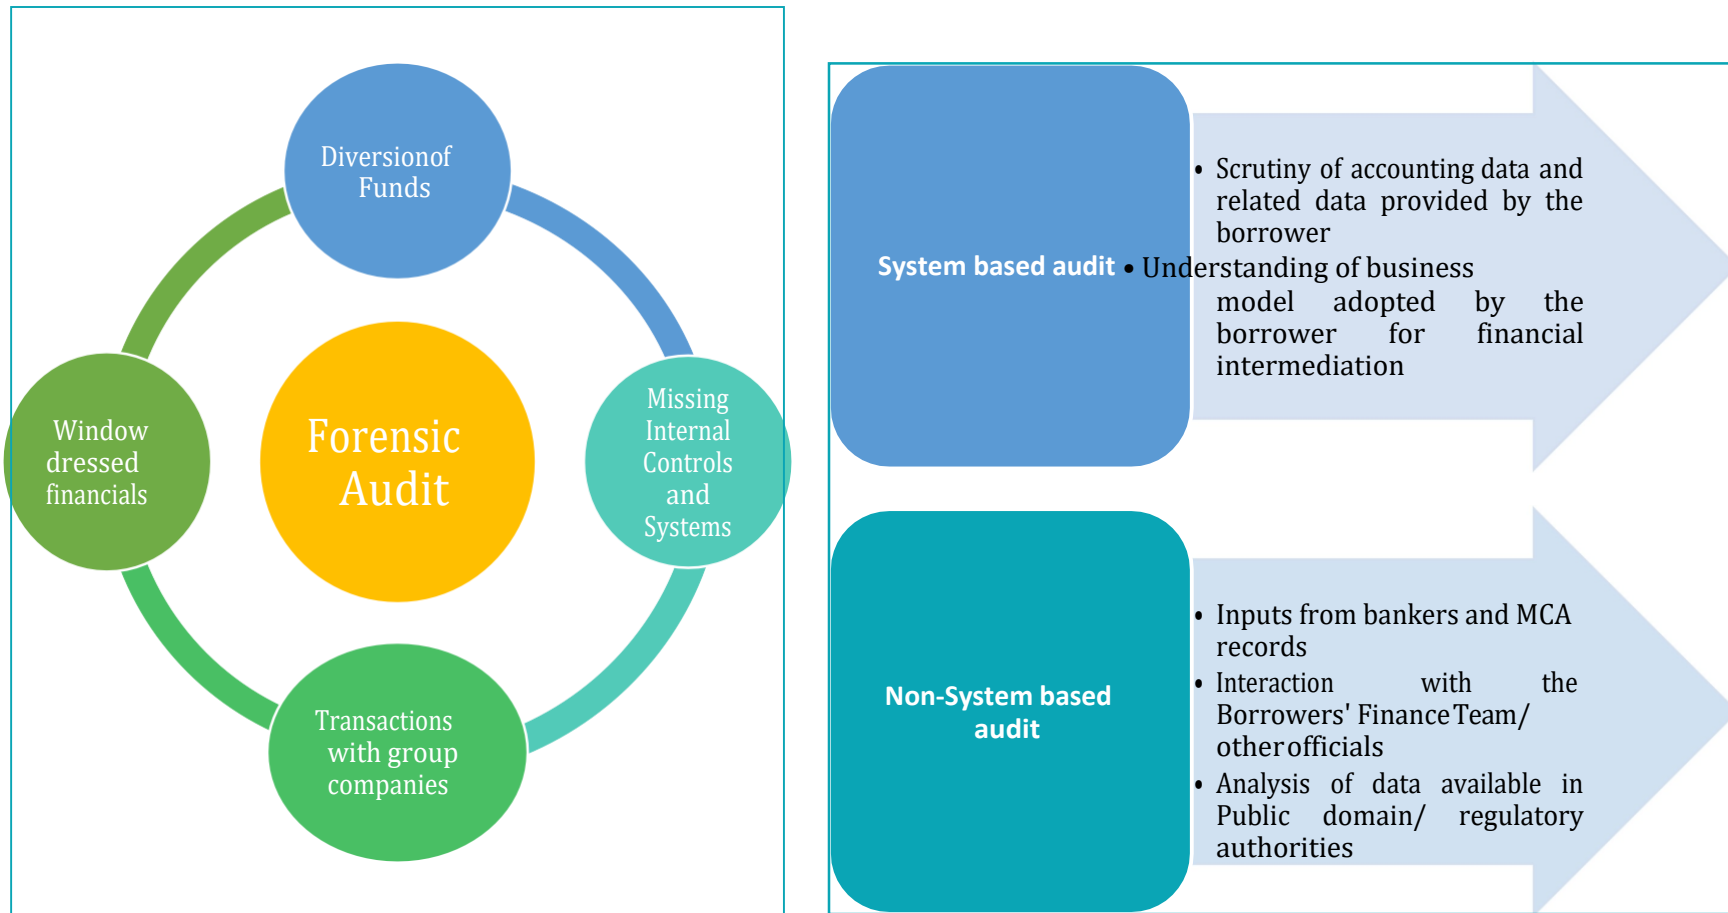 Diversionof
Funds
Window
dressed
financials
Forensic
Audit
Missing
Internal
Controls
and
Systems
Transactions
with group
companies
System based audit
• Scrutiny of accounting data and
related data provided by the
borrower
• Understanding of business
model adopted by the
borrower for financial
intermediation
Non-System based
audit
• Inputs from bankers and MCA
records
• Interaction with the
Borrowers' Finance Team/
other officials
• Analysis of data available in
Public domain/ regulatory
authorities